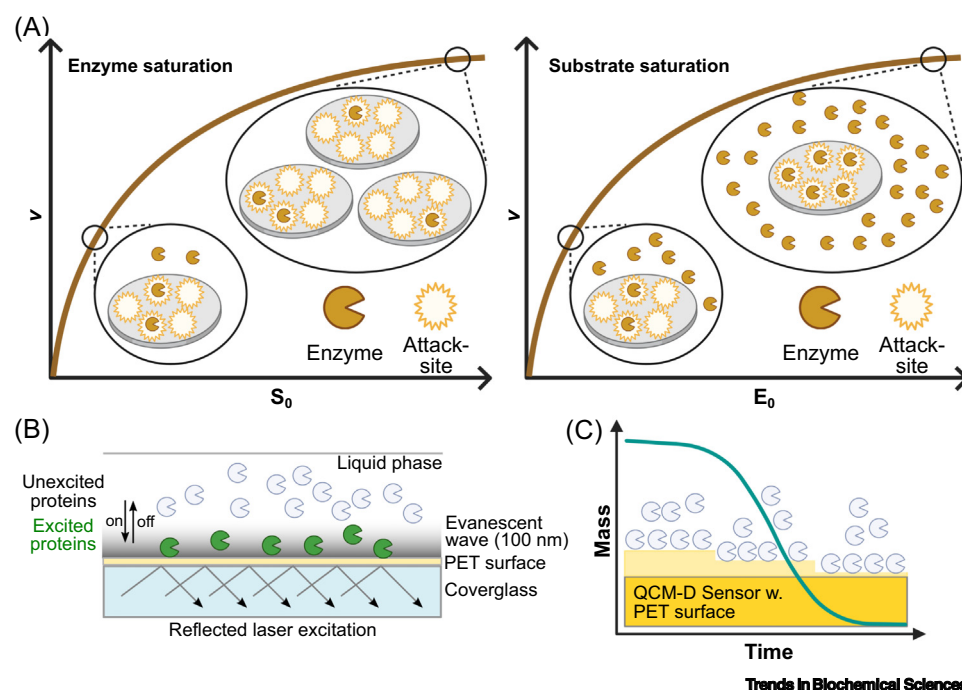 (A)
Enzyme saturation
v
Enzyme
Attack-
site
S₀
Substrate saturation
v
Enzyme
Attack-
site
E₀
(B)
Liquid phase
Unexcited
proteins
on
off
Excited
proteins
Evanescent
wave (100 nm)
PET surface
Coverglass
Reflected laser excitation
(C)
Mass
QCM-D Sensor w.
PET surface
Time
Trends in Biochemical Sciences